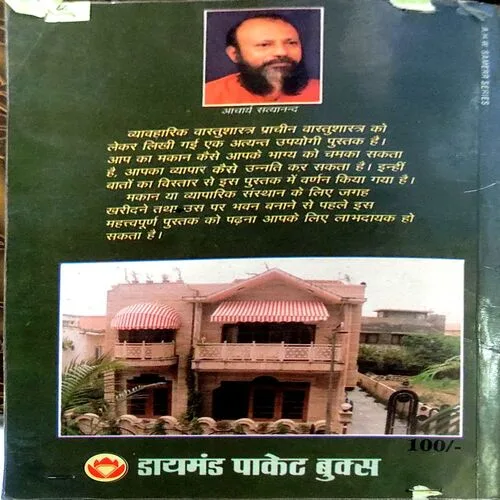 A.H.W. SAMEER SERIES
आचार्य सत्यानन्द
व्यावहारिक वास्तुशास्त्र प्राचीन वास्तुशास्त्र को
लेकर लिखी गई एक अत्यन्त उपयोगी पुस्तक है।
आप का मकान कैसे आपके भाग्य को चमका सकता
है, आपका व्यापार कैसे उन्नति कर सकता है। इन्हीं
बातों का विस्तार से इस पुस्तक में वर्णन किया गया है।
मकान या व्यापारिक संस्थान के लिए जगह
खरीदने तथा उस पर भवन बनाने से पहले इस
महत्त्वपूर्ण पुस्तक को पढ़ना आपके लिए लाभदायक हो
सकता है।
100/-
डायमंड पाकेट बुक्स